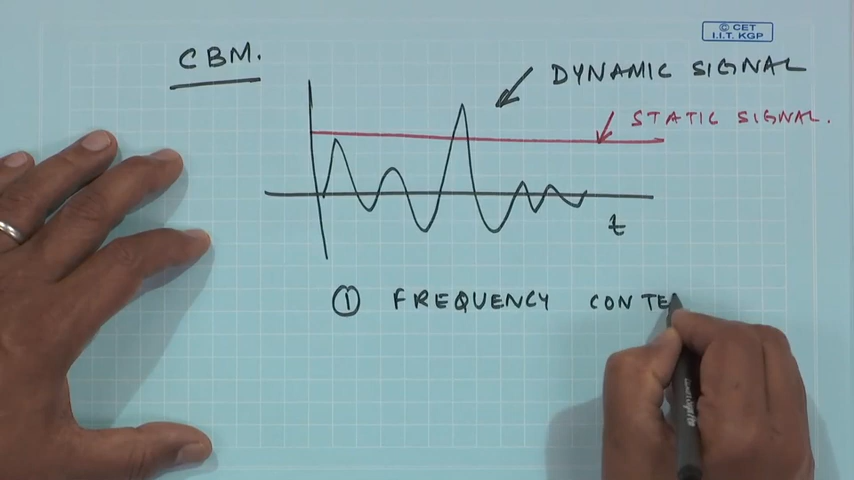 © CET
I.I.T. KGP
CBM.
DYNAMIC SIGNAL
STATIC SIGNAL.
t
① FREQUENCY CONTE